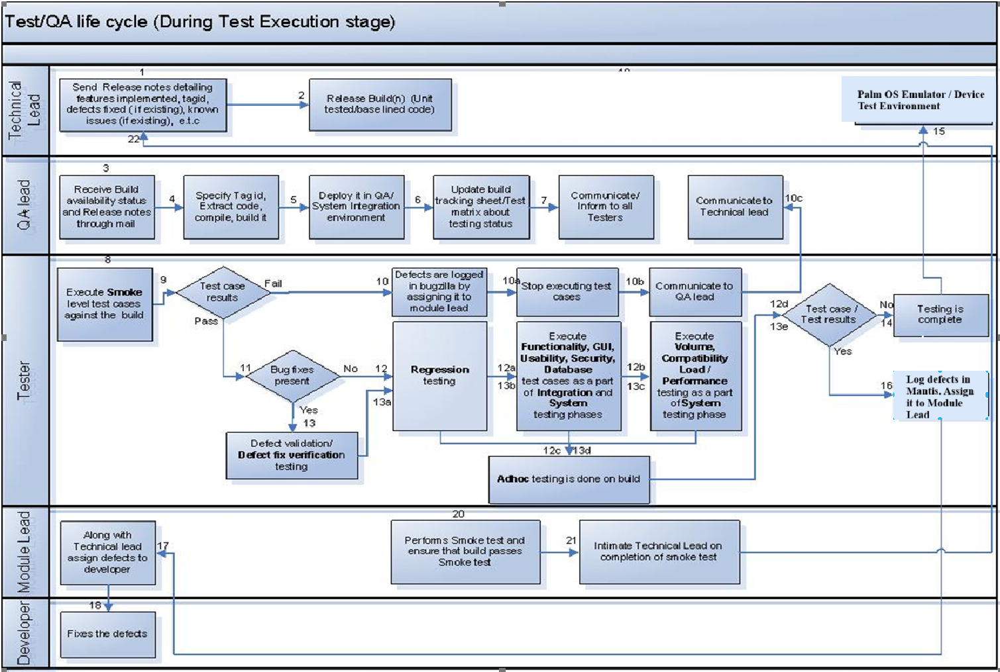 Test/QA life cycle (During Test Execution stage)
Technical
Lead
1
Send Release notes detailing
features implemented, tagid,
defects fixed ( if existing), known
issues (if existing), e.t.c
2
Release Build(n) (Unit
tested/base lined code)
Palm OS Emulator / Device
Test Environment
15
22
QA lead
3
Receive Build
availability status
and Release notes
through mail
4
Specify Tag id,
Extract code,
compile, build it
5
Deploy it in QA/
System Integration
environment
6
Update build
tracking sheet/Test
matrix about
testing status
7
Communicate/
Inform to all
Testers
Communicate to
Technical lead
10c
Tester
8
Execute Smoke
level test cases
against the build
9
Test case
results
Fail
Pass
10
Defects are logged
in bugzilla by
assigning it to
module lead
10a
Stop executing test
cases
10b
Communicate to
QA lead
12d
13e
Test case /
Test results
No
14
Testing is
complete
Yes
16
Log defects in
Mantis. Assign
it to Module
Lead
11
Bug fixes
present
No
12
Yes
13
13a
Defect validation/
Defect fix verification
testing
Regression
testing
12a
13b
Execute
Functionality, GUI,
Usability, Security,
Database
test cases as a part
of Integration and
System
testing phases
12b
13c
Execute
Volume,
Compatibility
Load /
Performance
testing as a part
of System
testing phase
12c
13d
Adhoc testing is done on build
Module Lead
Along with
Technical lead
assign defects to
developer
17
20
Performs Smoke test and
ensure that build passes
Smoke test
21
Intimate Technical Lead on
completion of smoke test
Developer
18
Fixes the defects